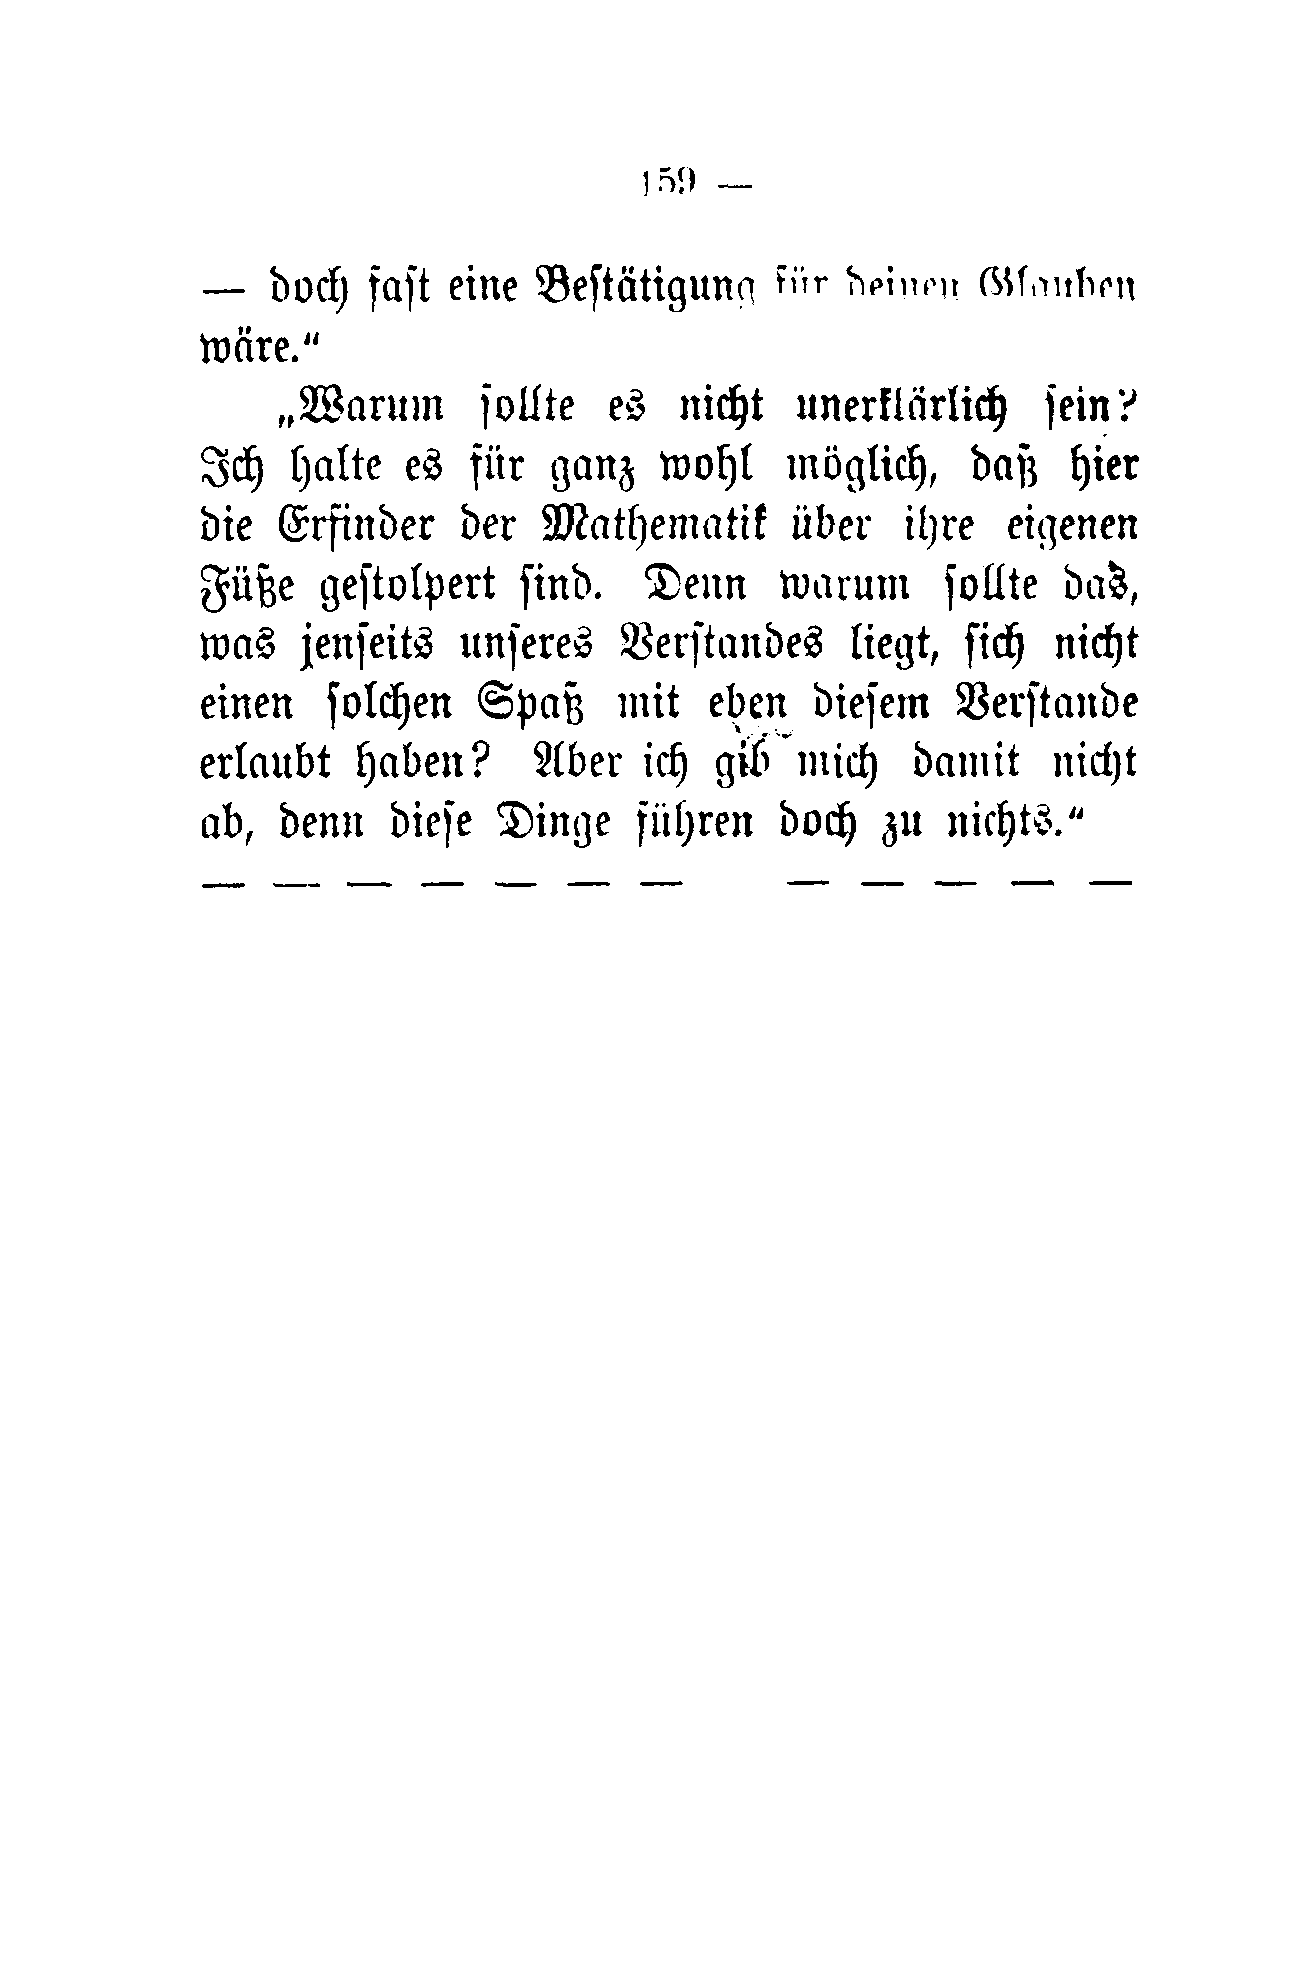 159 —
— doch faſt eine Beſtätigung für deinen Glauben
wäre.“
„Warum ſollte es nicht unerklärlich ſein?
Ich halte es für ganz wohl möglich, daß hier
die Erfinder der Mathematik über ihre eigenen
Füße geſtolpert ſind. Denn warum ſollte das,
was jenſeits unſeres Verſtandes liegt, ſich nicht
einen ſolchen Spaß mit eben dieſem Verſtande
erlaubt haben? Aber ich gib mich damit nicht
ab, denn dieſe Dinge führen doch zu nichts.“
— — — — — — — — — — — —